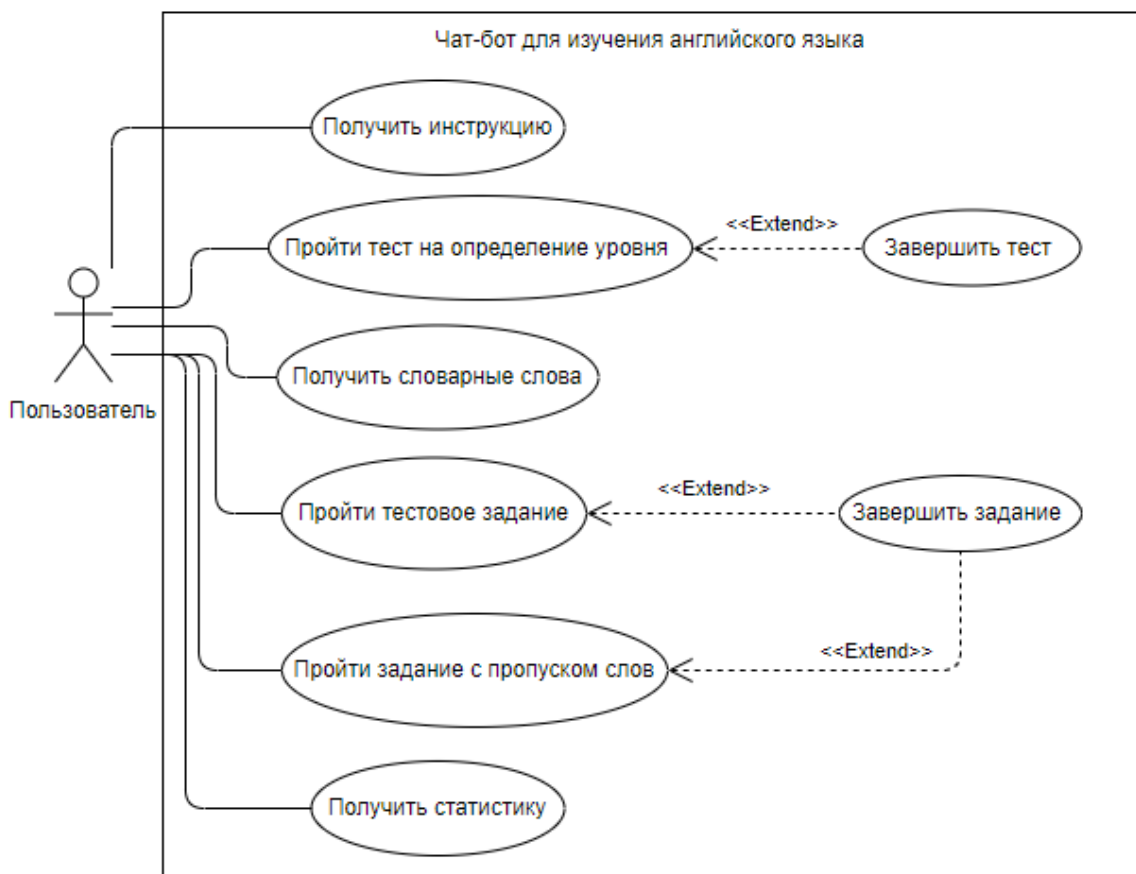 Чат-бот для изучения английского языка
Получить инструкцию
Пройти тест на определение уровня
<<Extend>>
Завершить тест
Пользователь
Получить словарные слова
Пройти тестовое задание
<<Extend>>
Завершить задание
Пройти задание с пропуском слов
<<Extend>>
Получить статистику